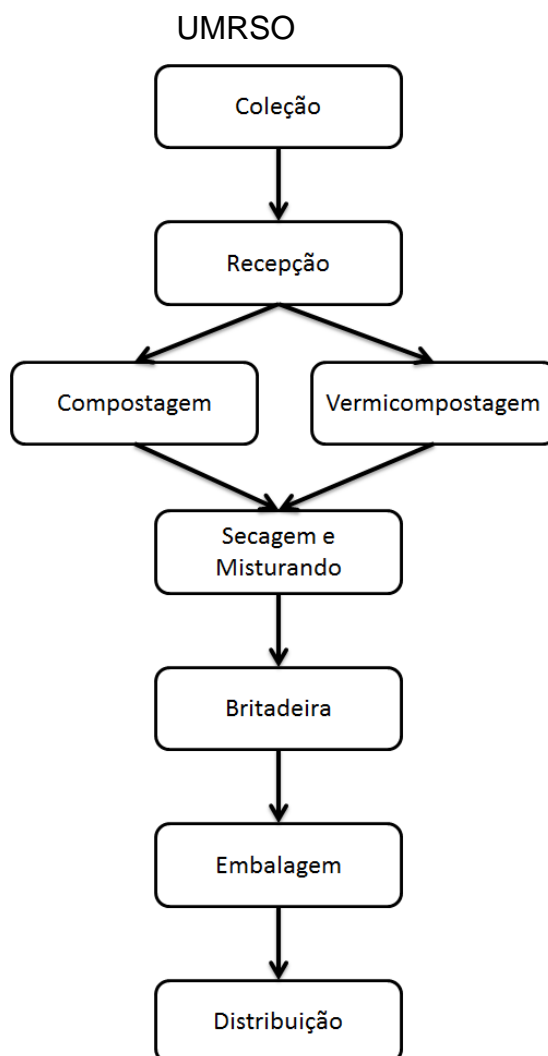 UMRSO
Coleção
Recepção
Compostagem
Vermicompostagem
Secagem e
Misturando
Britadeira
Embalagem
Distribuição